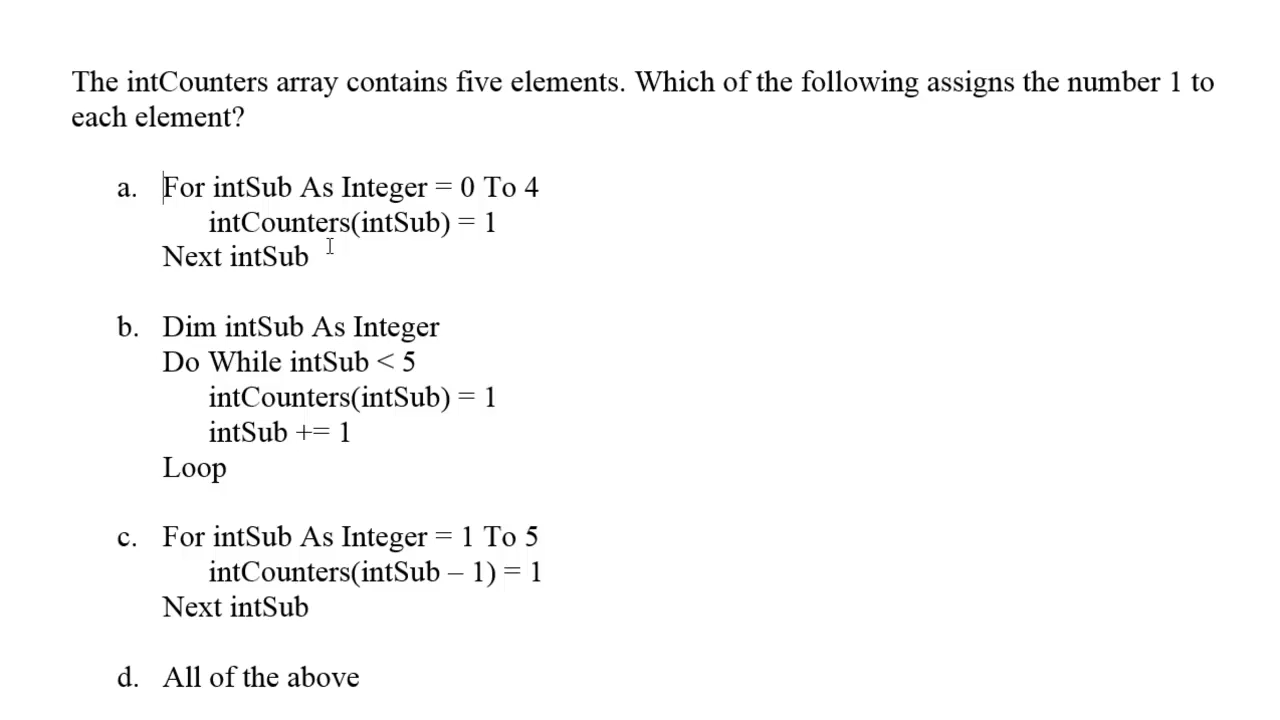 The intCounters array contains five elements. Which of the following assigns the number 1 to
each element?
a. For intSub As Integer = 0 To 4
intCounters(intSub) = 1
Next intSub
b. Dim intSub As Integer
Do While intSub < 5
intCounters(intSub) = 1
intSub += 1
Loop
c. For intSub As Integer = 1 To 5
intCounters(intSub – 1) = 1
Next intSub
d. All of the above